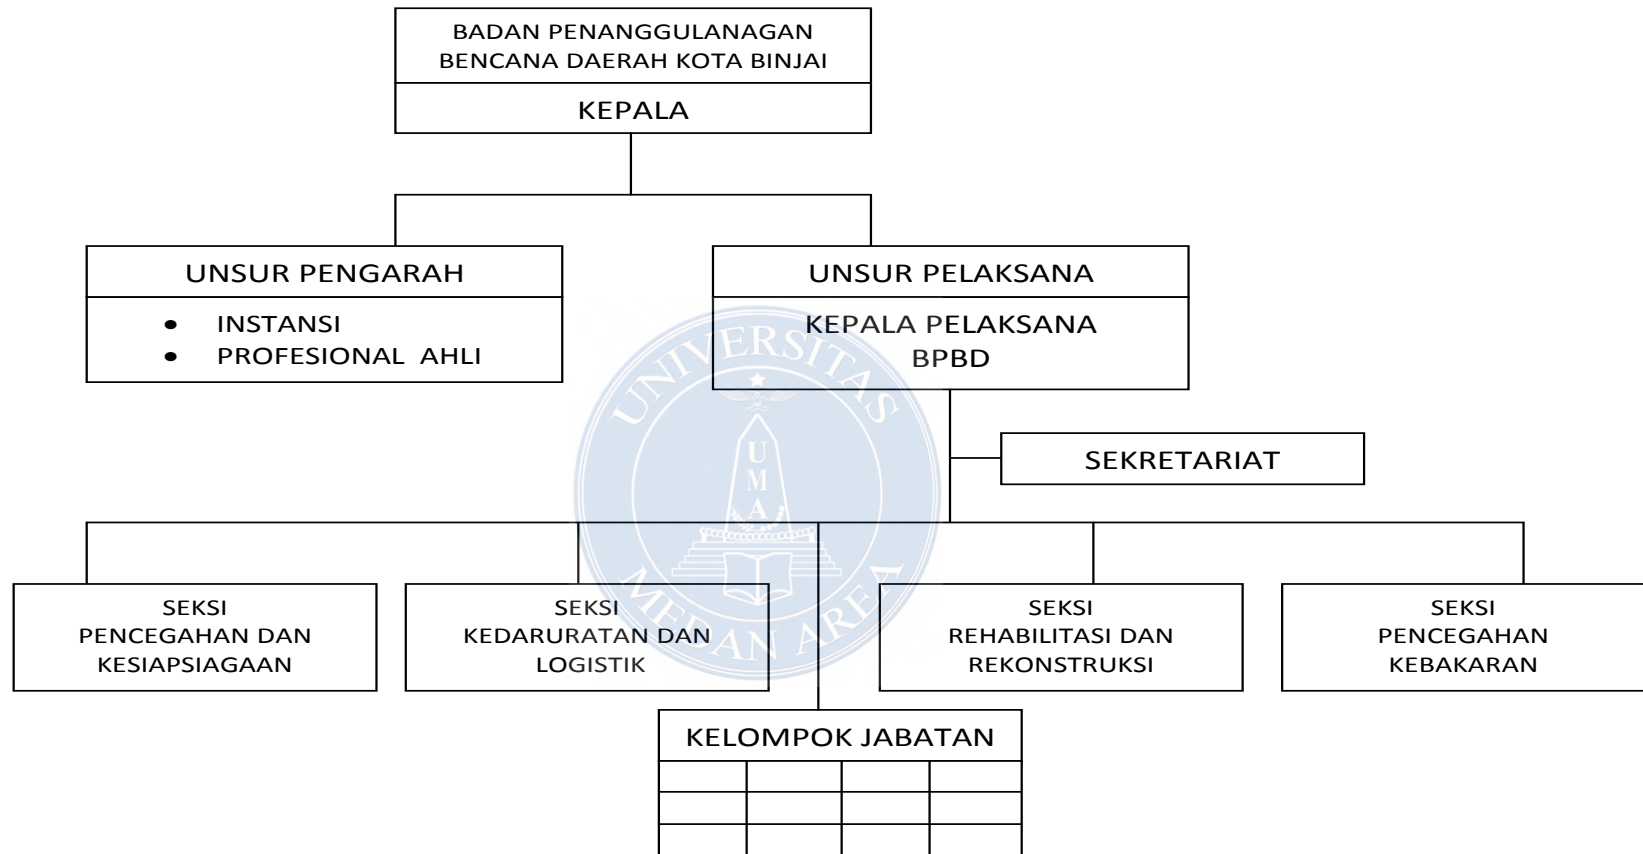 BADAN PENANGGULANAGAN
BENCANA DAERAH KOTA BINJAI
KEPALA
UNSUR PENGARAH
• INSTANSI
• PROFESIONAL AHLI
UNSUR PELAKSANA
KEPALA PELAKSANA
BPBD
UNIVERSITAS
UMA
MEDAN AREA
SEKRETARIAT
SEKSI
PENCEGAHAN DAN
KESIAPSIAGAAN
SEKSI
KEDARURATAN DAN
LOGISTIK
SEKSI
REHABILITASI DAN
REKONSTRUKSI
SEKSI
PENCEGAHAN
KEBAKARAN
KELOMPOK JABATAN